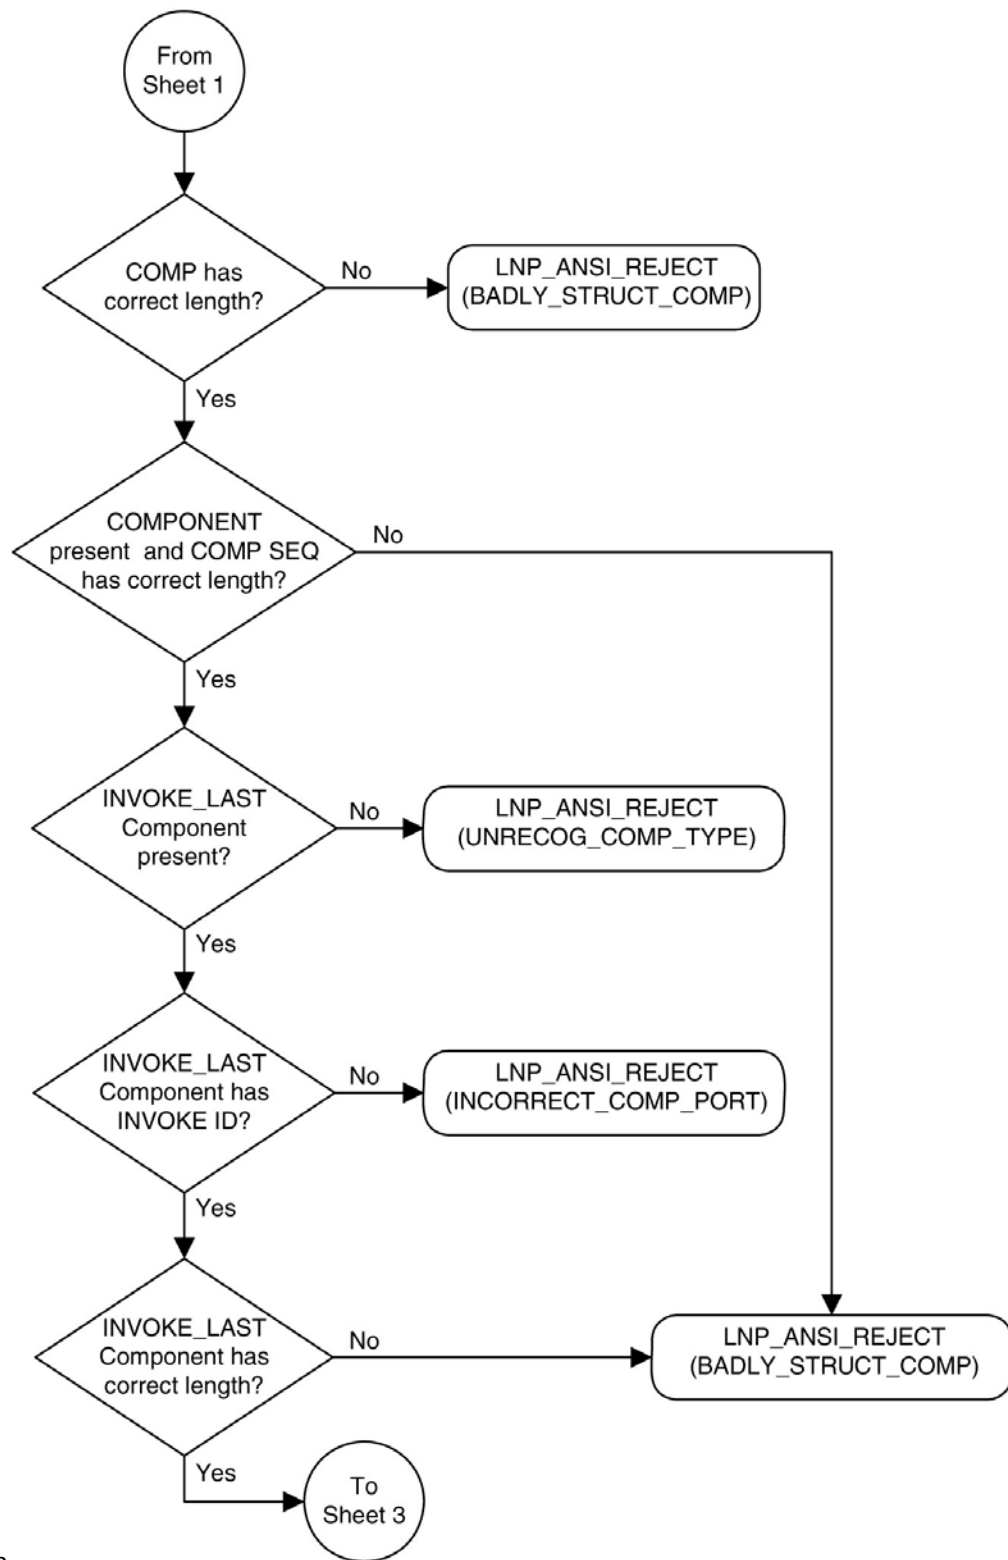 From
Sheet 1
COMP has
correct length?
No
LNP_ANSI_REJECT
(BADLY_STRUCT_COMP)
Yes
COMPONENT
present and COMP SEQ
has correct length?
No
Yes
INVOKE_LAST
Component
present?
No
LNP_ANSI_REJECT
(UNRECOG_COMP_TYPE)
Yes
INVOKE_LAST
Component has
INVOKE ID?
No
LNP_ANSI_REJECT
(INCORRECT_COMP_PORT)
Yes
INVOKE_LAST
Component has
correct length?
No
LNP_ANSI_REJECT
(BADLY_STRUCT_COMP)
Yes
To
Sheet 3